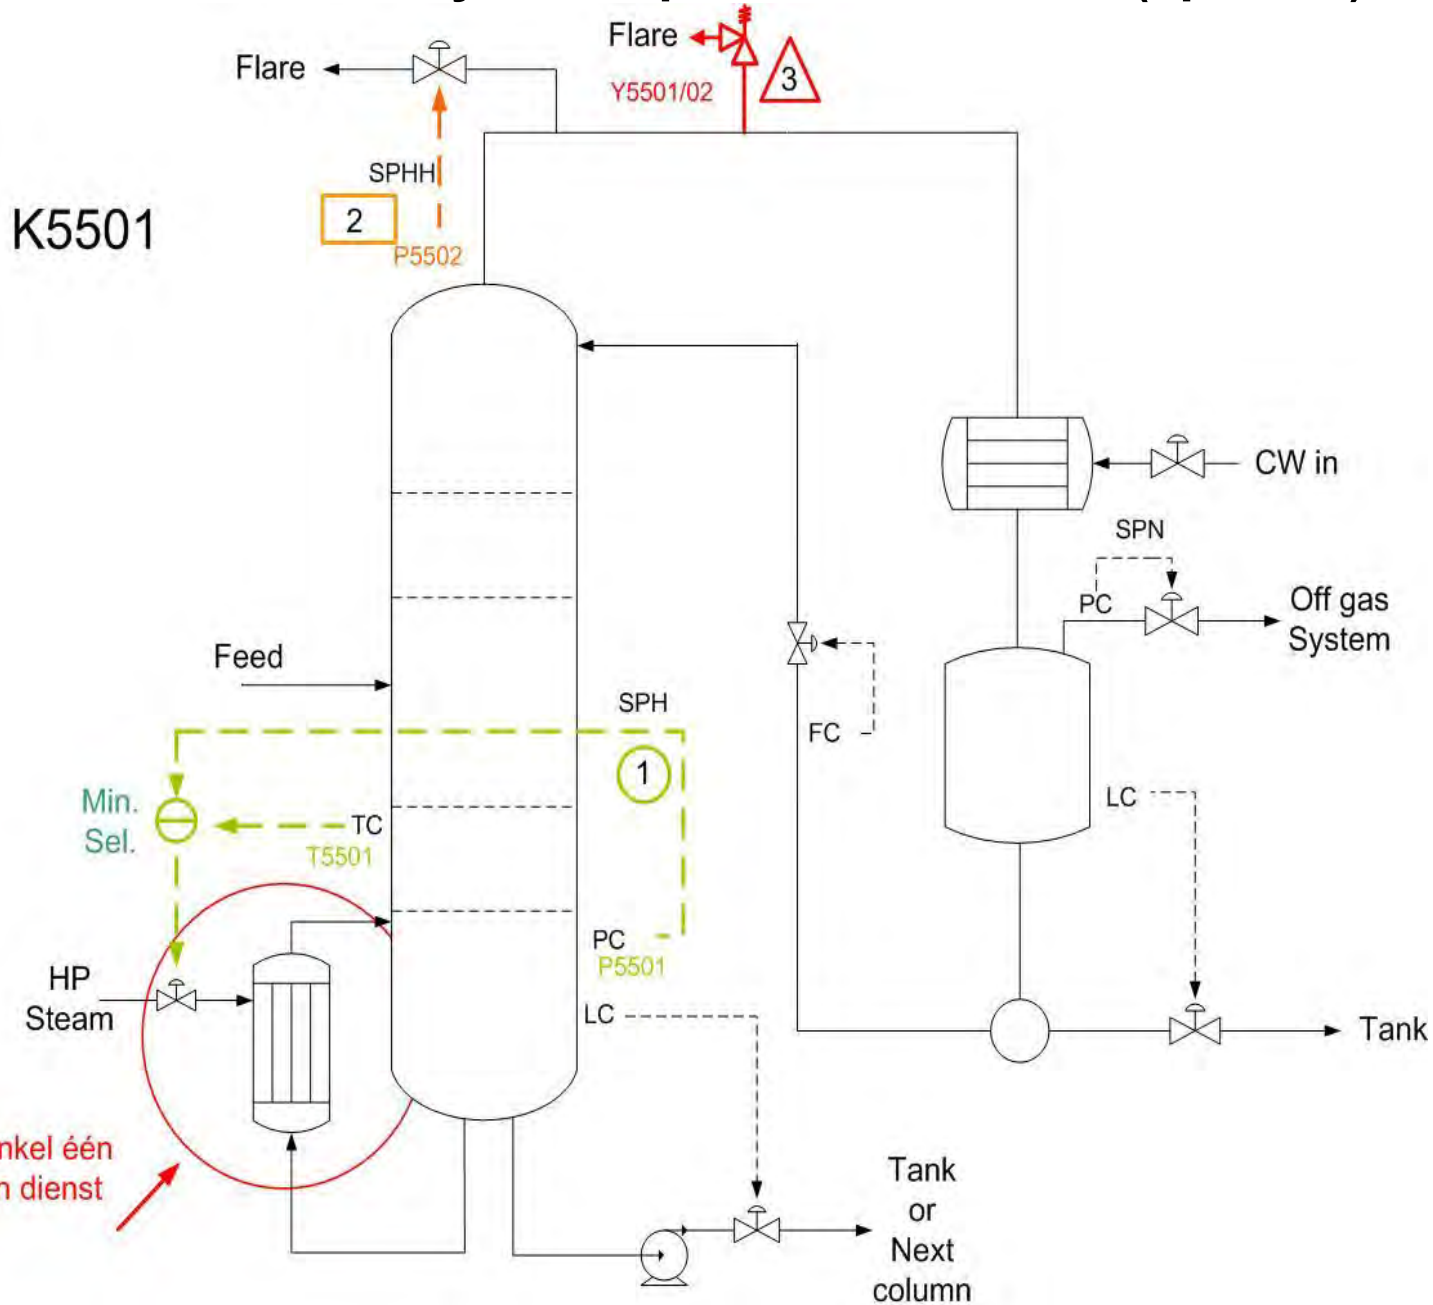 Flare
Flare
Y5501/02
3
SPHH
2
P5502
K5501
CW in
SPN
PC
Off gas
System
Feed
SPH
FC
1
Min.
Sel.
TC
T5501
LC
PC
P5501
HP
Steam
LC
Tank
nkel één
n dienst
Tank
or
Next
column